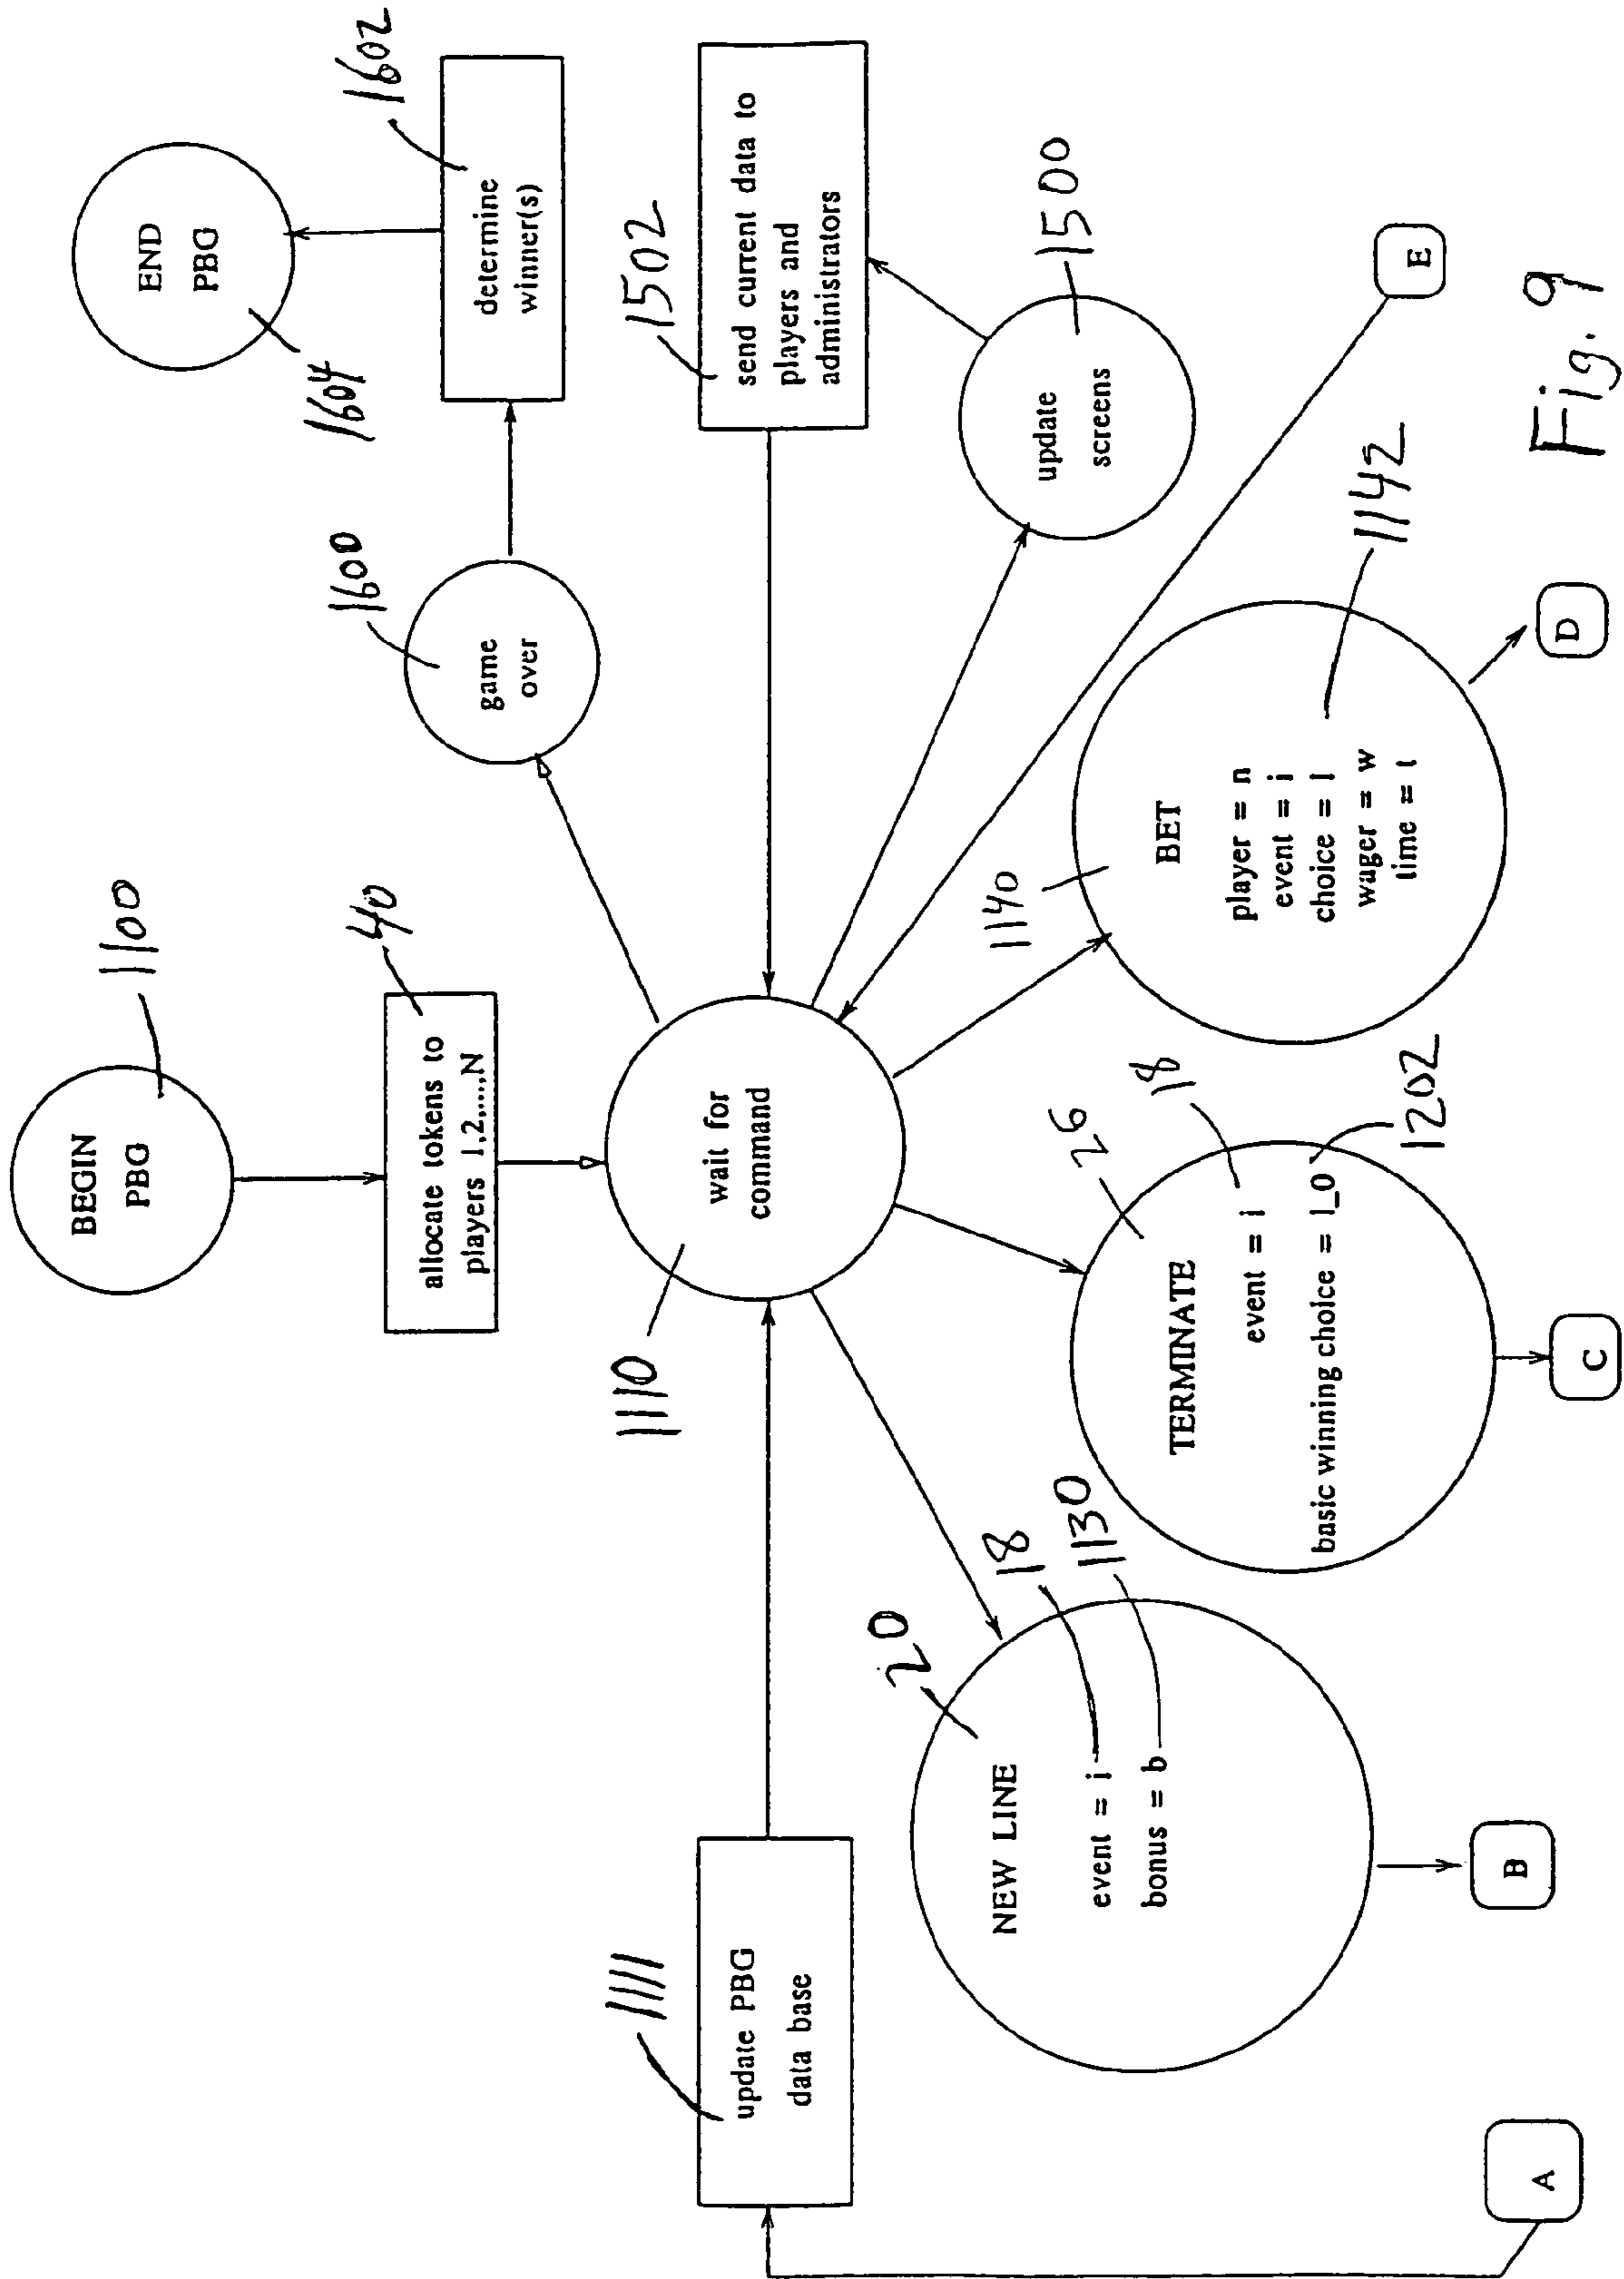 1100
BEGIN
PBG
40
allocate tokens to
players 1,2,...,N
1600
game
over
1604
END
PBG
1602
determine
winner(s)
1111
update PBG
data base
1110
wait for
command
1502
send current data to
players and
administrators
1500
update
screens
20
NEW LINE
18
event = i
1130
bonus = b
26
TERMINATE
18
event = i
basic winning choice = l_0
1202
1140
BET
player = n
event = i
choice = l
wager = w
time = t
1142
A
B
C
D
E
Fig. 9